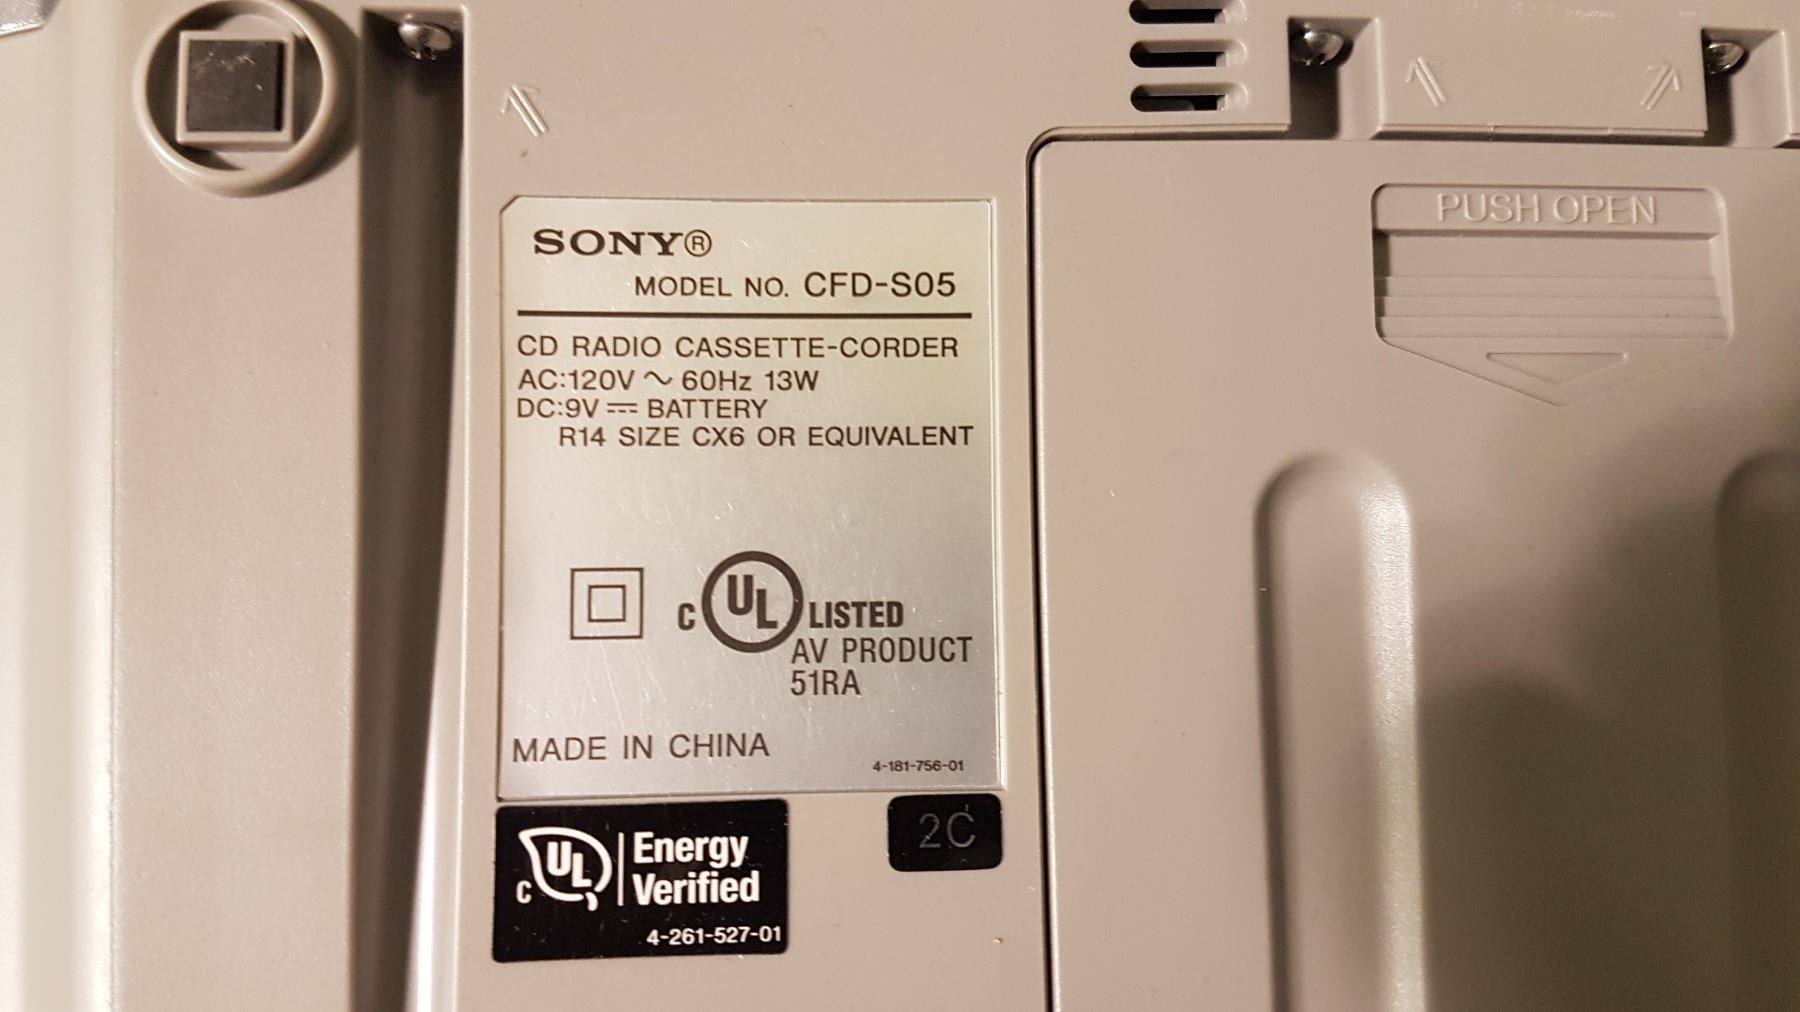 SONY®
MODEL NO. CFD-S05
CD RADIO CASSETTE-CORDER
AC:120V ~ 60Hz 13W
DC:9V ⎓ BATTERY
R14 SIZE CX6 OR EQUIVALENT
C UL LISTED
AV PRODUCT
51RA
MADE IN CHINA
4-181-756-01
C UL Energy
Verified
4-261-527-01
2C
PUSH OPEN